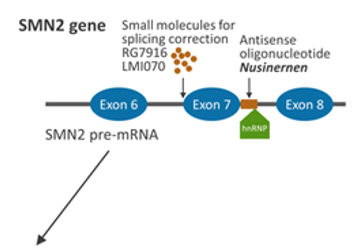 SMN2 gene
Small molecules for
splicing correction
RG7916
LMI070
Antisense
oligonucleotide
Nusinernen
Exon 6
Exon 7
Exon 8
hnRNP
SMN2 pre-mRNA